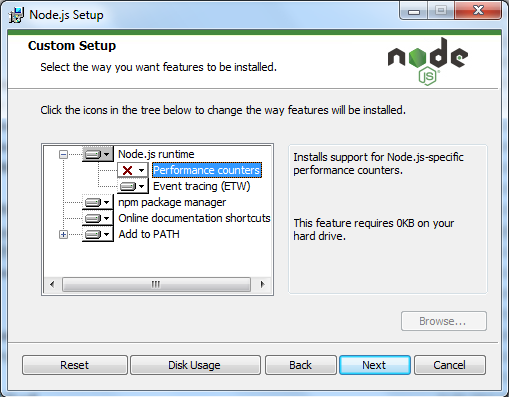 Node.js Setup
Custom Setup
Select the way you want features to be installed.
node
JS
Click the icons in the tree below to change the way features will be installed.
Node.js runtime
Performance counters
Event tracing (ETW)
npm package manager
Online documentation shortcuts
Add to PATH
Installs support for Node.js-specific
performance counters.
This feature requires 0KB on your
hard drive.
Browse...
Reset
Disk Usage
Back
Next
Cancel